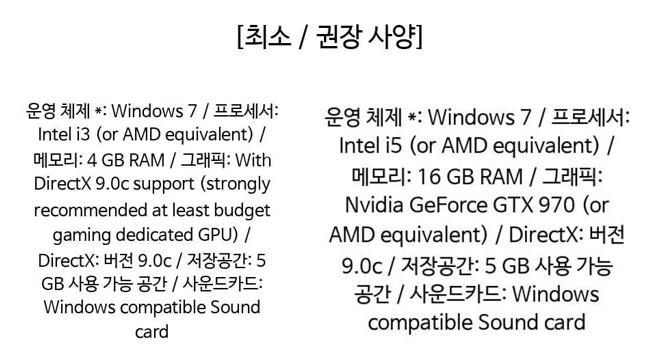 [최소 / 권장 사양]
운영 체제 *: Windows 7 / 프로세서:
Intel i3 (or AMD equivalent) /
메모리: 4 GB RAM / 그래픽: With
DirectX 9.0c support (strongly
recommended at least budget
gaming dedicated GPU) /
DirectX: 버전 9.0c / 저장공간: 5
GB 사용 가능 공간 / 사운드카드:
Windows compatible Sound
card
운영 체제 *: Windows 7 / 프로세서:
Intel i5 (or AMD equivalent) /
메모리: 16 GB RAM / 그래픽:
Nvidia GeForce GTX 970 (or
AMD equivalent) / DirectX: 버전
9.0c / 저장공간: 5 GB 사용 가능
공간 / 사운드카드: Windows
compatible Sound card